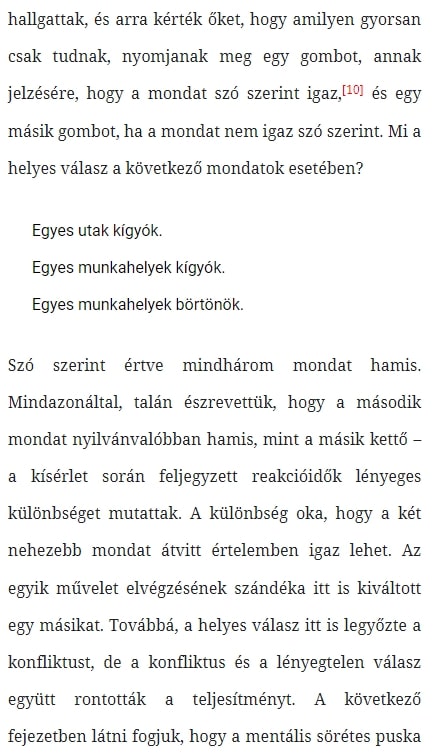 hallgattak, és arra kérték őket, hogy amilyen gyorsan
csak tudnak, nyomjanak meg egy gombot, annak
jelzésére, hogy a mondat szó szerint igaz,[10] és egy
másik gombot, ha a mondat nem igaz szó szerint. Mi a
helyes válasz a következő mondatok esetében?
Egyes utak kígyók.
Egyes munkahelyek kígyók.
Egyes munkahelyek börtönök.
Szó szerint értve mindhárom mondat hamis.
Mindazonáltal, talán észrevettük, hogy a második
mondat nyilvánvalóbban hamis, mint a másik kettő –
a kísérlet során feljegyzett reakcióidők lényeges
különbséget mutattak. A különbség oka, hogy a két
nehezebb mondat átvitt értelemben igaz lehet. Az
egyik művelet elvégzésének szándéka itt is kiváltott
egy másikat. Továbbá, a helyes válasz itt is legyőzte a
konfliktust, de a konfliktus és a lényegtelen válasz
együtt rontották a teljesítményt. A következő
fejezetben látni fogjuk, hogy a mentális sörétes puska